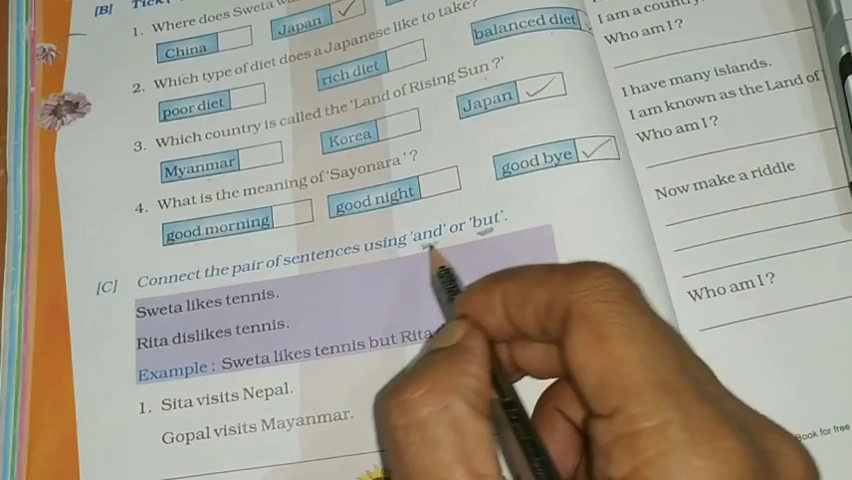 [B]
1. Where does Sweta
China
Japan
2. Which type of diet does a Japanese like to take?
poor diet
rich diet
balanced diet
3. Which country is called the 'Land of Rising Sun ?'
Myanmar
Korea
Japan
4. What is the meaning of 'Sayonara' ?
good morning
good night
good bye
[C] Connect the pair of sentences using 'and' or 'but'.
Sweta likes tennis.
Rita dislikes tennis.
Example : Sweta likes tennis but Rita
1. Sita visits Nepal.
Gopal visits Mayanmar.
I am a
Who am I ?
I have many islands.
I am known as the Land of
Who am I ?
Now make a riddle
Who am I ?
Book for free